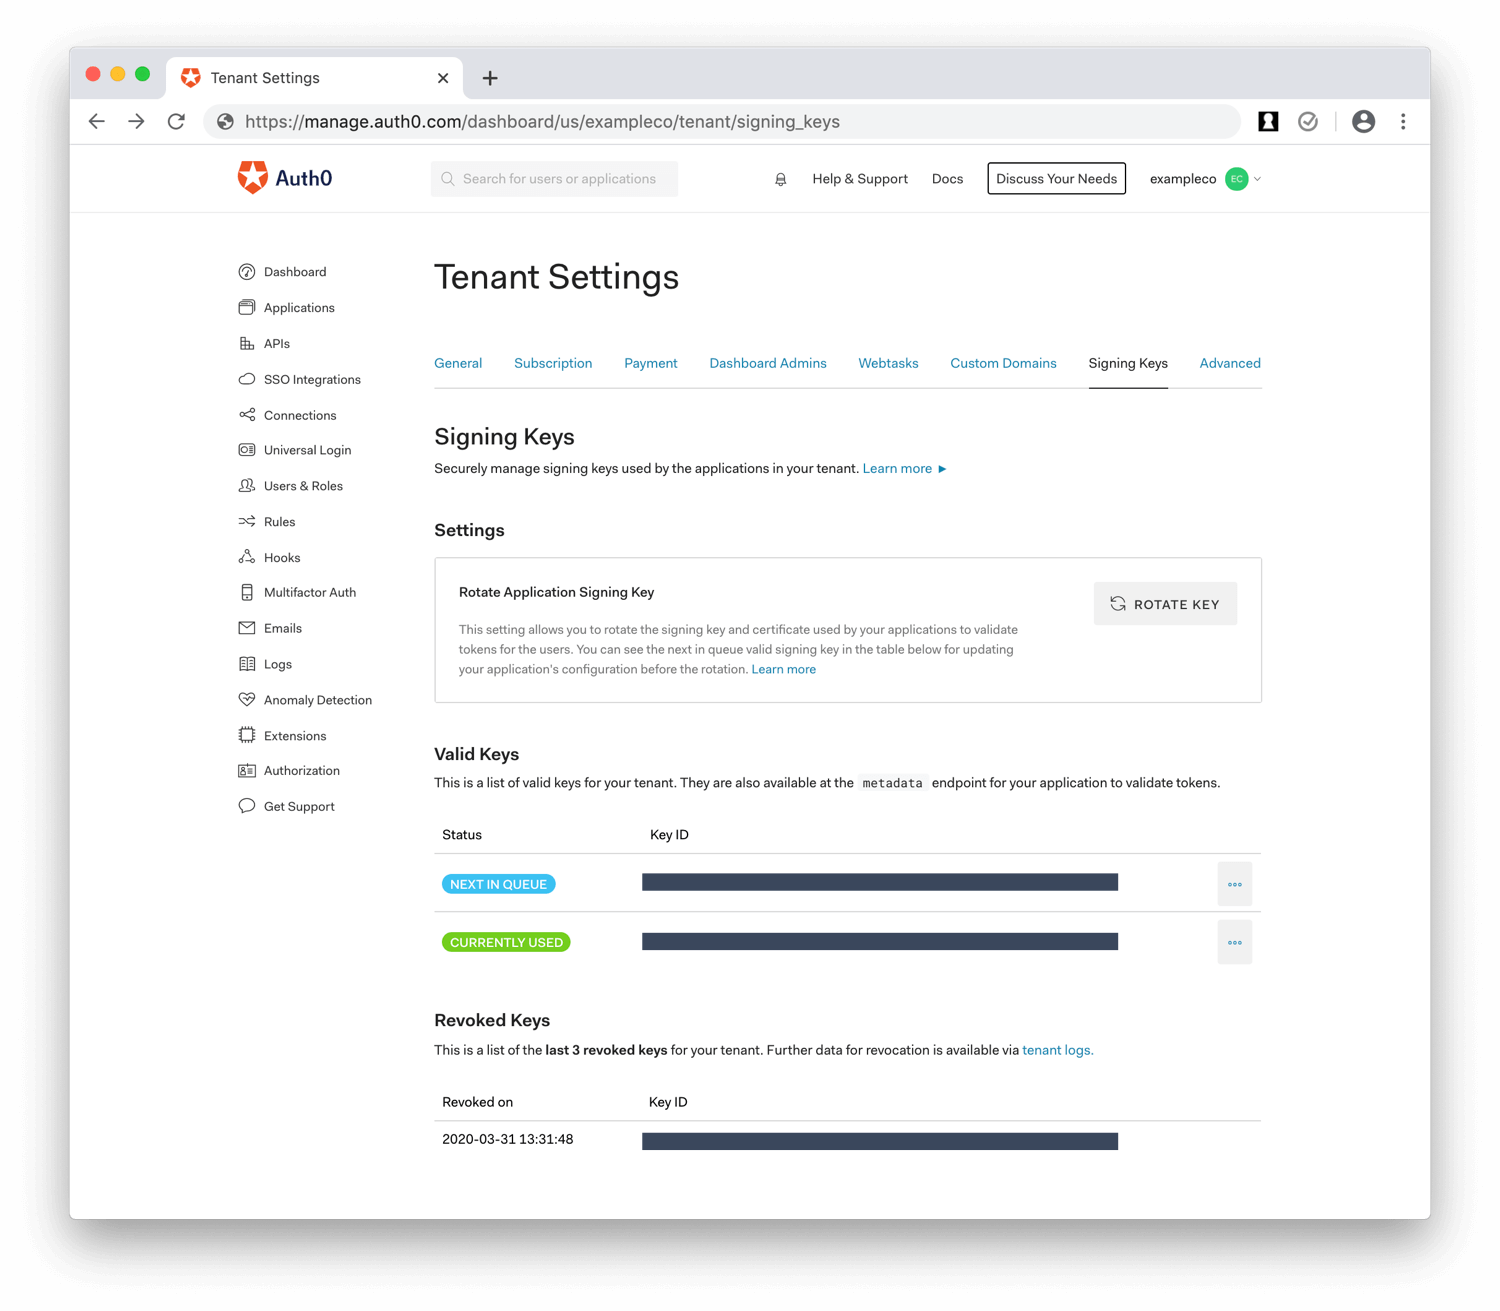 Tenant Settings
https://manage.auth0.com/dashboard/us/exampleco/tenant/signing_keys
Auth0
Search for users or applications
Help & Support
Docs
Discuss Your Needs
exampleco
EC
Dashboard
Applications
APIs
SSO Integrations
Connections
Universal Login
Users & Roles
Rules
Hooks
Multifactor Auth
Emails
Logs
Anomaly Detection
Extensions
Authorization
Get Support
Tenant Settings
General Subscription Payment Dashboard Admins Webtasks Custom Domains Signing Keys Advanced
Signing Keys
Securely manage signing keys used by the applications in your tenant. Learn more ►
Settings
Rotate Application Signing Key
This setting allows you to rotate the signing key and certificate used by your applications to validate
tokens for the users. You can see the next in queue valid signing key in the table below for updating
your application's configuration before the rotation. Learn more
ROTATE KEY
Valid Keys
This is a list of valid keys for your tenant. They are also available at the metadata endpoint for your application to validate tokens.
Status Key ID
NEXT IN QUEUE
CURRENTLY USED
Revoked Keys
This is a list of the last 3 revoked keys for your tenant. Further data for revocation is available via tenant logs.
Revoked on Key ID
2020-03-31 13:31:48